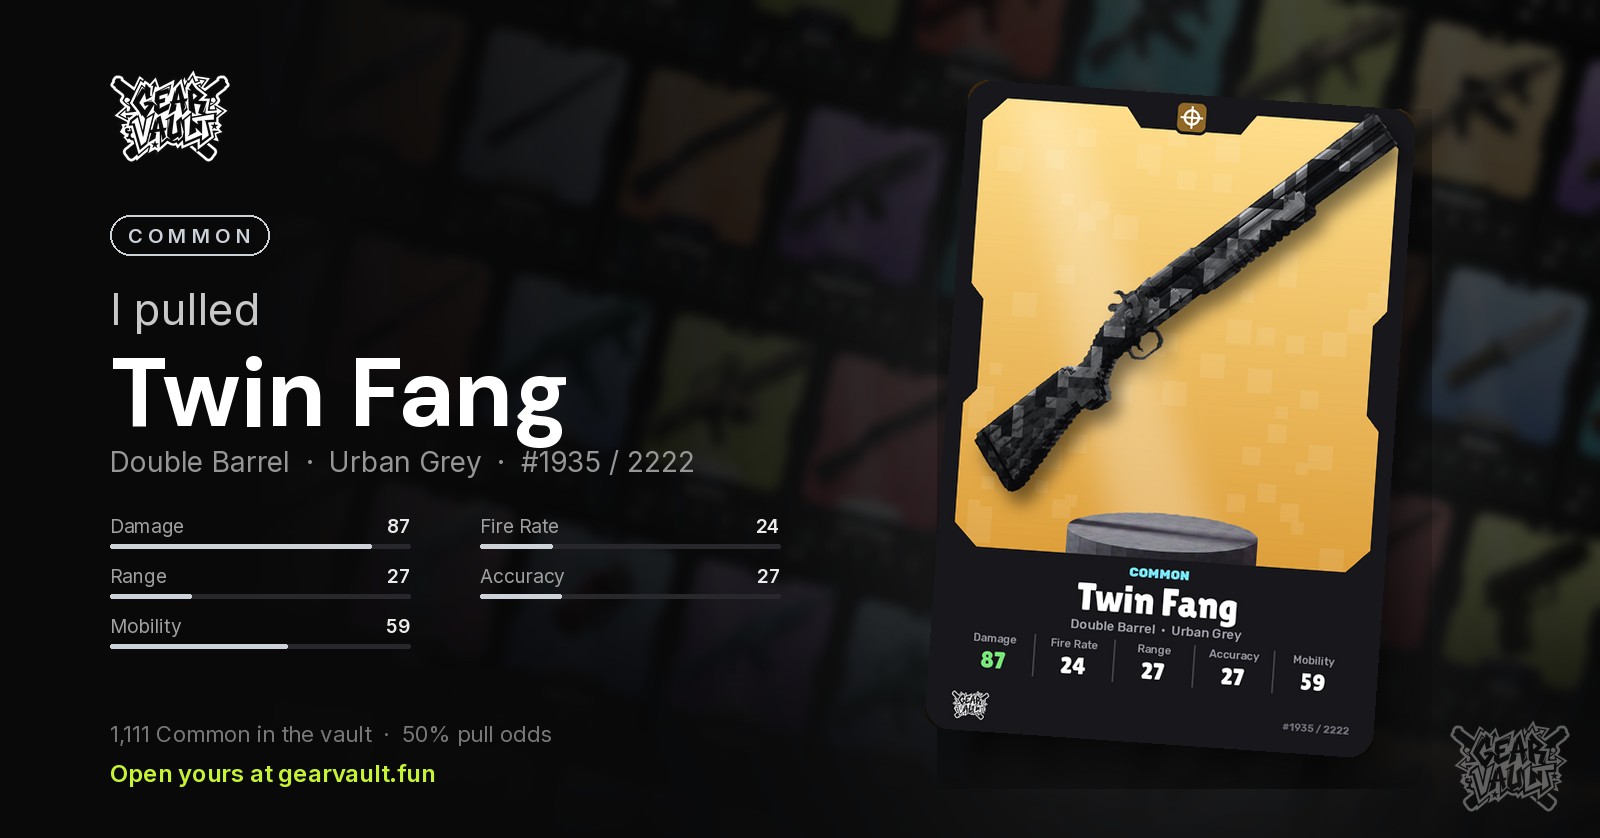 GEAR
VAULT
COMMON
I pulled
Twin Fang
Double Barrel · Urban Grey · #1935 / 2222
Damage 87
Fire Rate 24
Range 27
Accuracy 27
Mobility 59
1,111 Common in the vault · 50% pull odds
Open yours at gearvault.fun
COMMON
Twin Fang
Double Barrel · Urban Grey
Damage Fire Rate Range Accuracy Mobility
87 24 27 27 59
GEAR
VAULT
#1935 / 2222
GEAR
VAULT